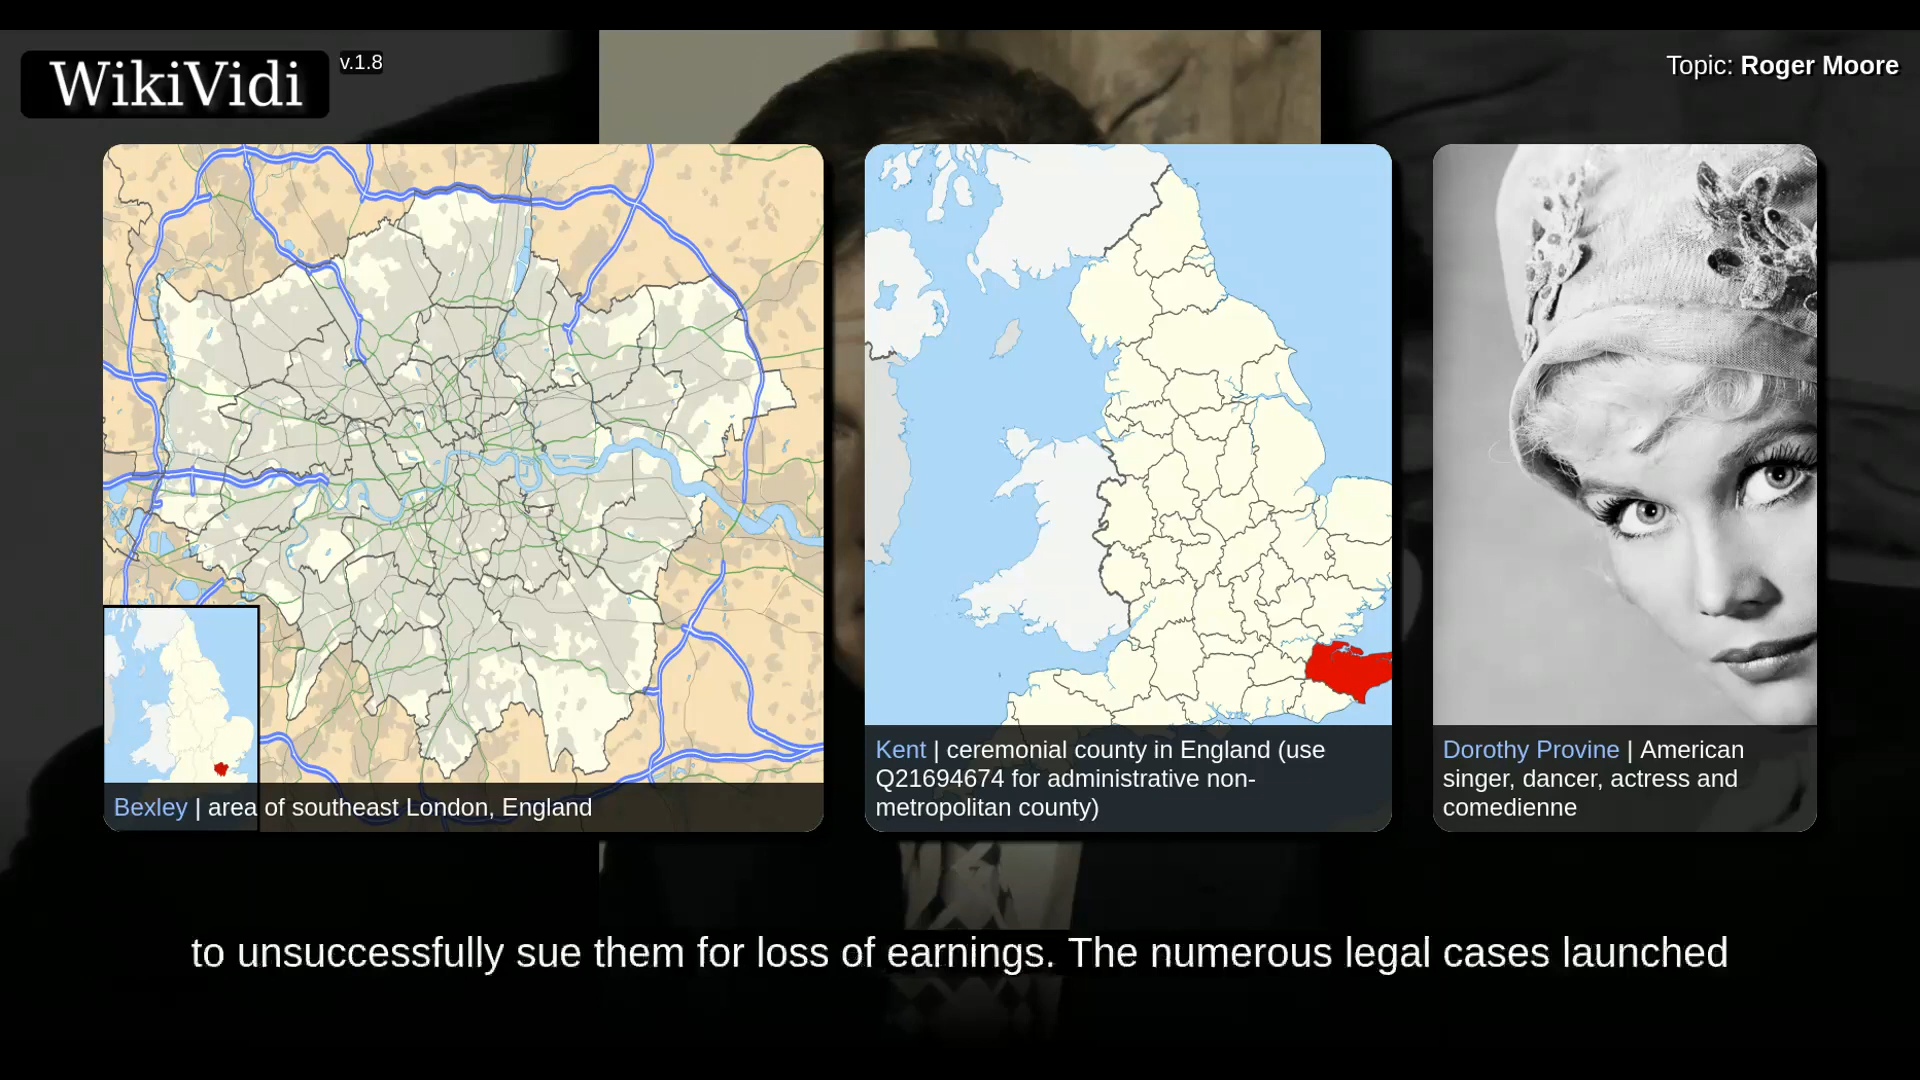 WikiVidi
v.1.8
Topic: Roger Moore
Bexley | area of southeast London, England
Kent | ceremonial county in England (use
Q21694674 for administrative non-
metropolitan county)
Dorothy Provine | American
singer, dancer, actress and
comedienne
to unsuccessfully sue them for loss of earnings. The numerous legal cases launched